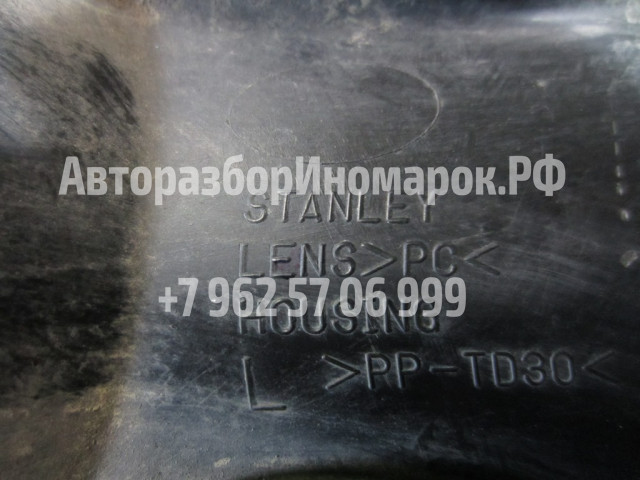 АвторазборИномарок.РФ
STANLEY
LENS>PC<
+7 962 57 06 999
HOUSING
L >PP-TD30<